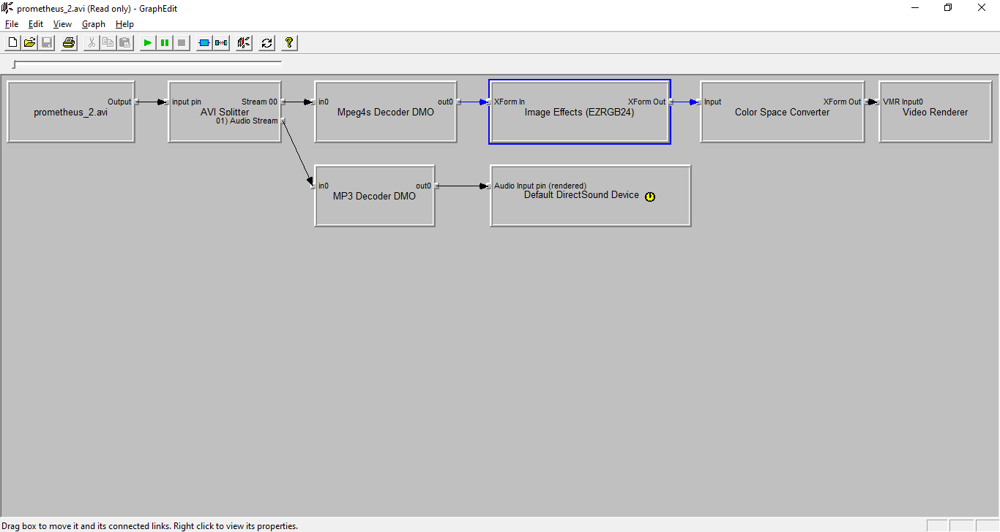 prometheus_2.avi (Read only) - GraphEdit
File Edit View Graph Help
Output
prometheus_2.avi
input pin Stream 00
AVI Splitter
01) Audio Stream
in0 out0
Mpeg4s Decoder DMO
XForm In XForm Out
Image Effects (EZRGB24)
Input XForm Out
Color Space Converter
VMR Input0
Video Renderer
in0 out0
MP3 Decoder DMO
Audio Input pin (rendered)
Default DirectSound Device
Drag box to move it and its connected links. Right click to view its properties.